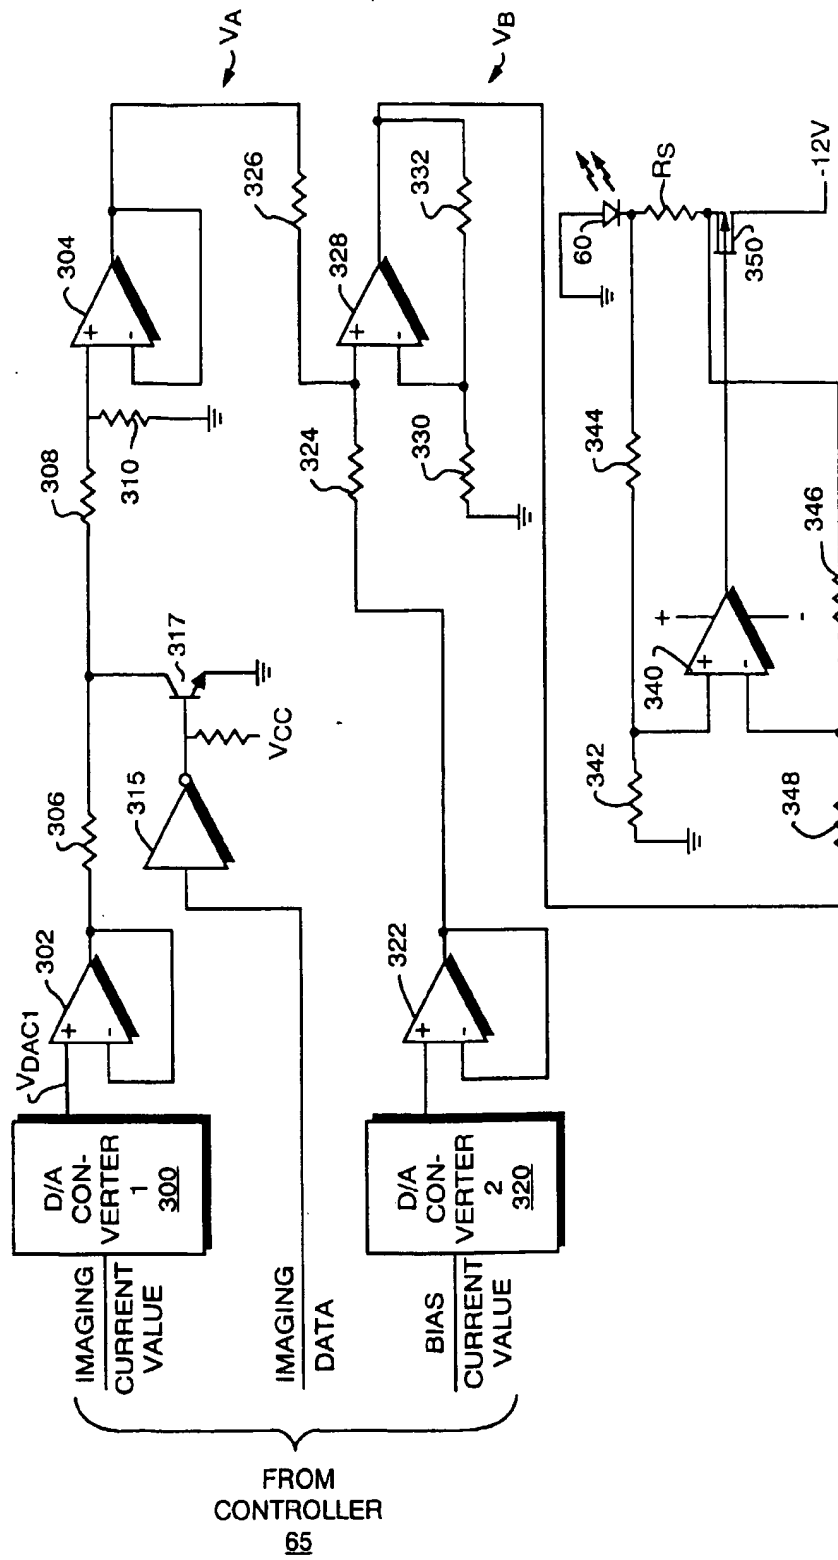 VA
304
308
310
306
317
VCC
315
302
VDAC1
+
-
D/A
CON-
VERTER
1
300
IMAGING
CURRENT
VALUE
IMAGING
DATA
VB
326
332
328
324
330
+
-
322
+
-
D/A
CON-
VERTER
2
320
BIAS
CURRENT
VALUE
FROM
CONTROLLER
65
60
RS
350
-12V
344
346
340
+
-
+
-
342
348
+
-